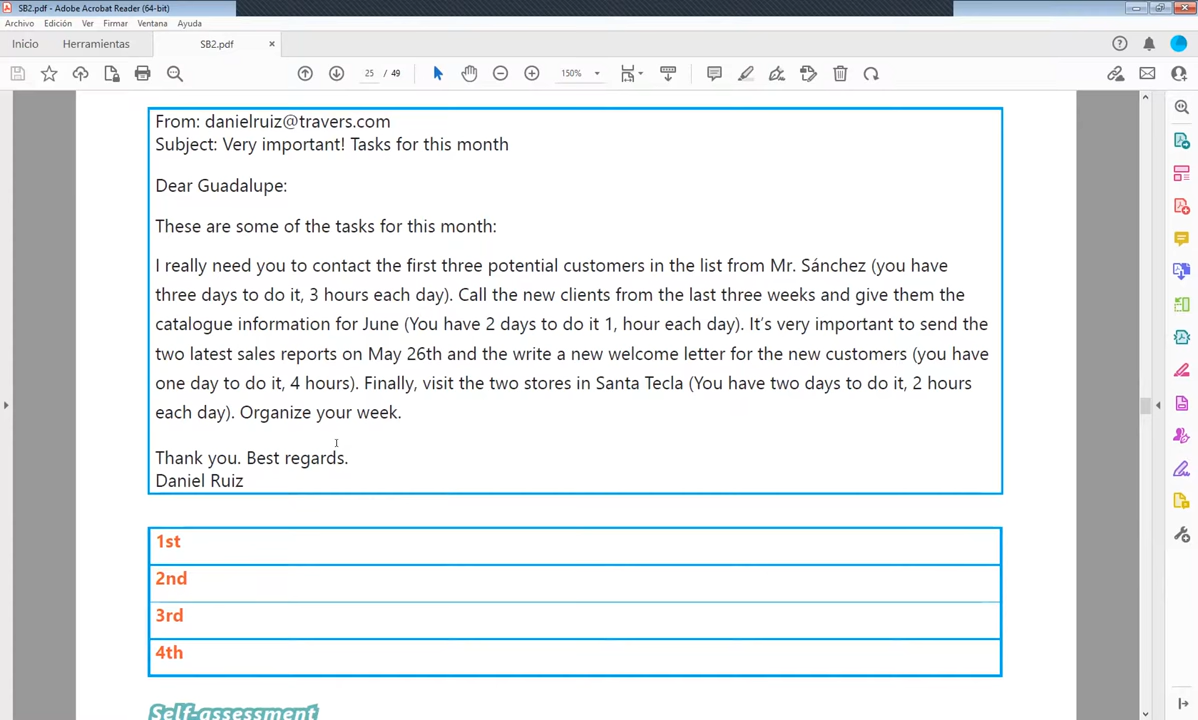 SB2.pdf - Adobe Acrobat Reader (64-bit)
Archivo Edición Ver Firmar Ventana Ayuda
Inicio Herramientas SB2.pdf ×
25 / 49 150%
From: danielruiz@travers.com
Subject: Very important! Tasks for this month
Dear Guadalupe:
These are some of the tasks for this month:
I really need you to contact the first three potential customers in the list from Mr. Sánchez (you have
three days to do it, 3 hours each day). Call the new clients from the last three weeks and give them the
catalogue information for June (You have 2 days to do it 1, hour each day). It's very important to send the
two latest sales reports on May 26th and the write a new welcome letter for the new customers (you have
one day to do it, 4 hours). Finally, visit the two stores in Santa Tecla (You have two days to do it, 2 hours
each day). Organize your week.
Thank you. Best regards.
Daniel Ruiz
1st
2nd
3rd
4th
Self-assessment